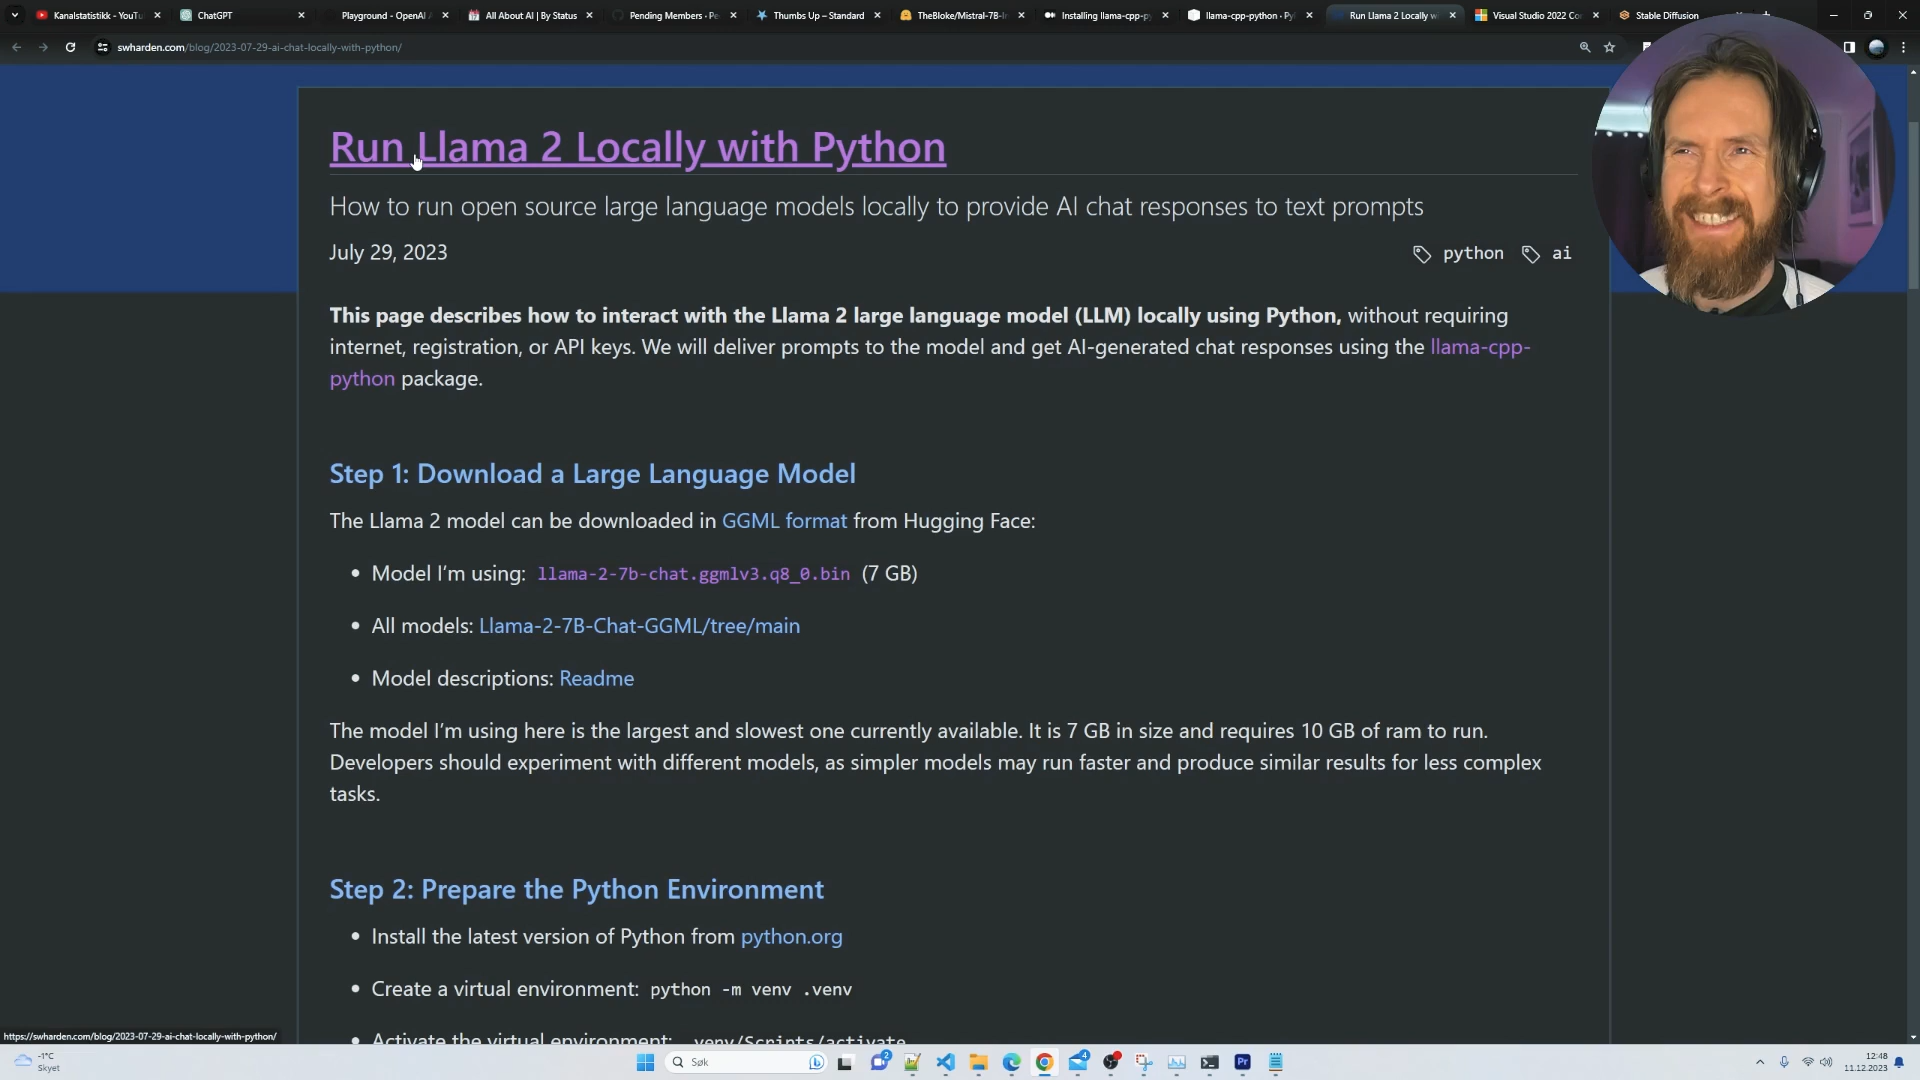 Kanalstatistikk - YouTu
ChatGPT
Playground - OpenAI
All About AI | By Status
Pending Members · Pe
Thumbs Up – Standard
TheBloke/Mistral-7B-In
Installing llama-cpp-py
llama-cpp-python · Py
Run Llama 2 Locally w
Visual Studio 2022 Co
Stable Diffusion
swharden.com/blog/2023-07-29-ai-chat-locally-with-python/
Run Llama 2 Locally with Python
How to run open source large language models locally to provide AI chat responses to text prompts
July 29, 2023
python
ai
This page describes how to interact with the Llama 2 large language model (LLM) locally using Python, without requiring
internet, registration, or API keys. We will deliver prompts to the model and get AI-generated chat responses using the llama-cpp-
python package.
Step 1: Download a Large Language Model
The Llama 2 model can be downloaded in GGML format from Hugging Face:
• Model I'm using: llama-2-7b-chat.ggmlv3.q8_0.bin (7 GB)
• All models: Llama-2-7B-Chat-GGML/tree/main
• Model descriptions: Readme
The model I'm using here is the largest and slowest one currently available. It is 7 GB in size and requires 10 GB of ram to run.
Developers should experiment with different models, as simpler models may run faster and produce similar results for less complex
tasks.
Step 2: Prepare the Python Environment
• Install the latest version of Python from python.org
• Create a virtual environment: python -m venv .venv
• Activate the virtual environment: .venv/Scripts/activate
https://swharden.com/blog/2023-07-29-ai-chat-locally-with-python/
-1°C
Skyet
Søk
2
4
12:48
11.12.2023